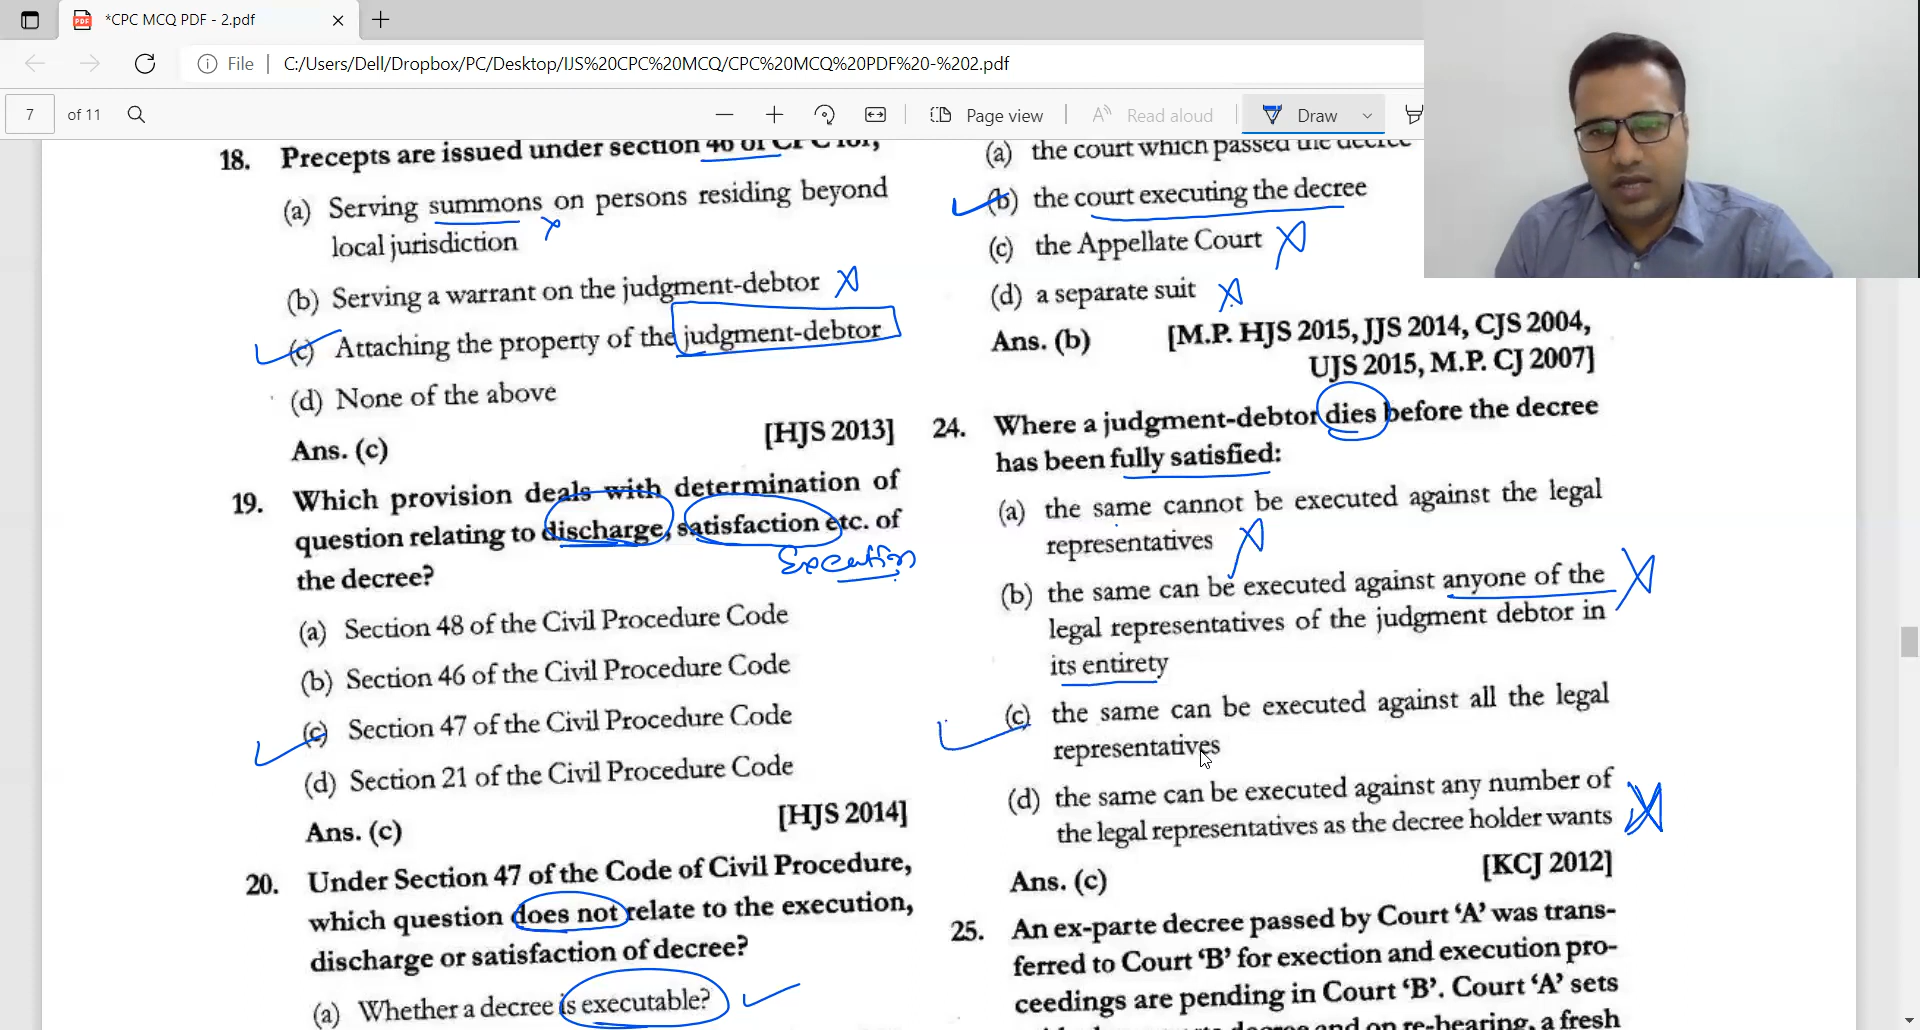 *CPC MCQ PDF - 2.pdf
File
C:/Users/Dell/Dropbox/PC/Desktop/IJS%20CPC%20MCQ/CPC%20MCQ%20PDF%20-%202.pdf
7 of 11
Page view
Read aloud
Draw
18. Precepts are issued under section 46 of CPC for,
(a) Serving summons on persons residing beyond
local jurisdiction
(b) Serving a warrant on the judgment-debtor
(c) Attaching the property of the judgment-debtor
(d) None of the above
Ans. (c) [HJS 2013]
19. Which provision deals with determination of
question relating to discharge, satisfaction etc. of
Execution
the decree?
(a) Section 48 of the Civil Procedure Code
(b) Section 46 of the Civil Procedure Code
(c) Section 47 of the Civil Procedure Code
(d) Section 21 of the Civil Procedure Code
Ans. (c) [HJS 2014]
20. Under Section 47 of the Code of Civil Procedure,
which question does not relate to the execution,
discharge or satisfaction of decree?
(a) Whether a decree is executable?
(a) the court which passed the decree
(b) the court executing the decree
(c) the Appellate Court
(d) a separate suit
Ans. (b) [M.P. HJS 2015, JJS 2014, CJS 2004,
UJS 2015, M.P. CJ 2007]
24. Where a judgment-debtor dies before the decree
has been fully satisfied:
(a) the same cannot be executed against the legal
representatives
(b) the same can be executed against anyone of the
legal representatives of the judgment debtor in
its entirety
(c) the same can be executed against all the legal
representatives
(d) the same can be executed against any number of
the legal representatives as the decree holder wants
Ans. (c) [KCJ 2012]
25. An ex-parte decree passed by Court ‘A’ was trans-
ferred to Court ‘B’ for exection and execution pro-
ceedings are pending in Court ‘B’. Court ‘A’ sets
decree and on re-hearing, a fresh